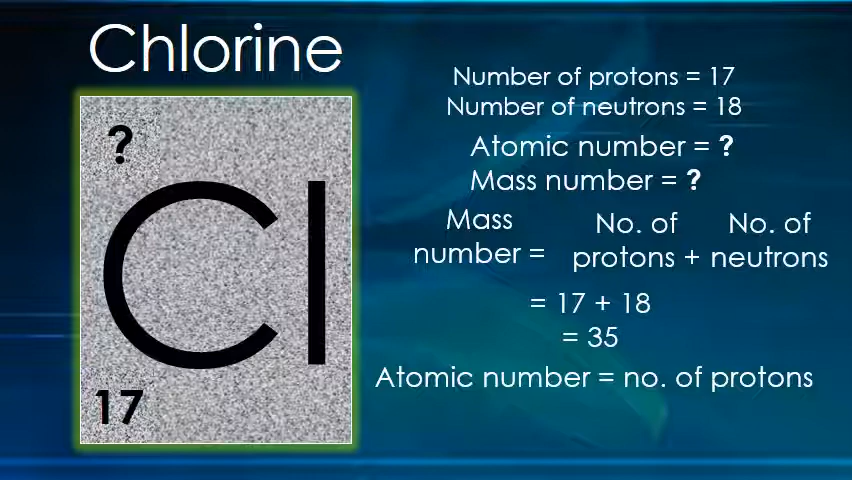 Chlorine
?
Cl
17
Number of protons = 17
Number of neutrons = 18
Atomic number = ?
Mass number = ?
Mass number = No. of protons + No. of neutrons
= 17 + 18
= 35
Atomic number = no. of protons